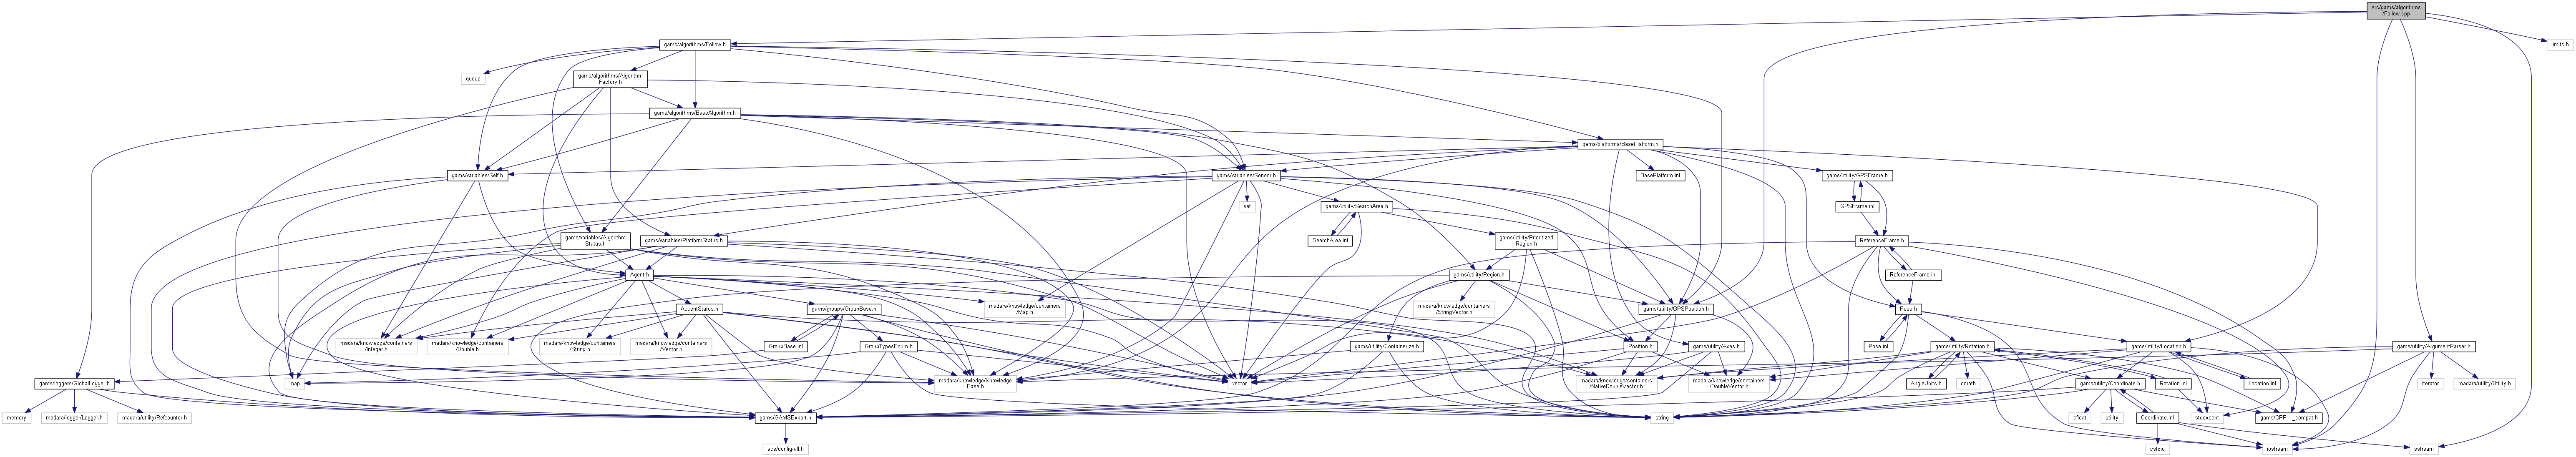 src/gams/algorithms
/Follow.cpp
gams/algorithms/Follow.h
limits.h
queue
gams/algorithms/Algorithm
Factory.h
gams/algorithms/BaseAlgorithm.h
gams/platforms/BasePlatform.h
gams/variables/Self.h
gams/variables/Sensor.h
BasePlatform.inl
gams/utility/GPSFrame.h
set
gams/utility/SearchArea.h
GPSFrame.inl
gams/variables/Algorithm
Status.h
gams/variables/PlatformStatus.h
SearchArea.inl
gams/utility/Prioritized
Region.h
ReferenceFrame.h
Agent.h
gams/utility/Region.h
ReferenceFrame.inl
AccentStatus.h
gams/groups/GroupBase.h
madara/knowledge/containers
/Map.h
madara/knowledge/containers
/StringVector.h
gams/utility/GPSPosition.h
Pose.h
madara/knowledge/containers
/Integer.h
madara/knowledge/containers
/Double.h
madara/knowledge/containers
/String.h
madara/knowledge/containers
/Vector.h
GroupBase.inl
GroupTypesEnum.h
gams/utility/Containerize.h
Position.h
gams/utility/Axes.h
Pose.inl
gams/utility/Rotation.h
gams/utility/Location.h
gams/utility/ArgumentParser.h
gams/loggers/GlobalLogger.h
map
madara/knowledge/Knowledge
Base.h
vector
madara/knowledge/containers
/NativeDoubleVector.h
madara/knowledge/containers
/DoubleVector.h
AngleUnits.h
cmath
gams/utility/Coordinate.h
Rotation.inl
Location.inl
iterator
madara/utility/Utility.h
memory
madara/logger/Logger.h
madara/utility/Refcounter.h
gams/GAMSExport.h
string
cfloat
utility
Coordinate.inl
stdexcept
gams/CPP11_compat.h
ace/config-all.h
cstdio
iostream
sstream